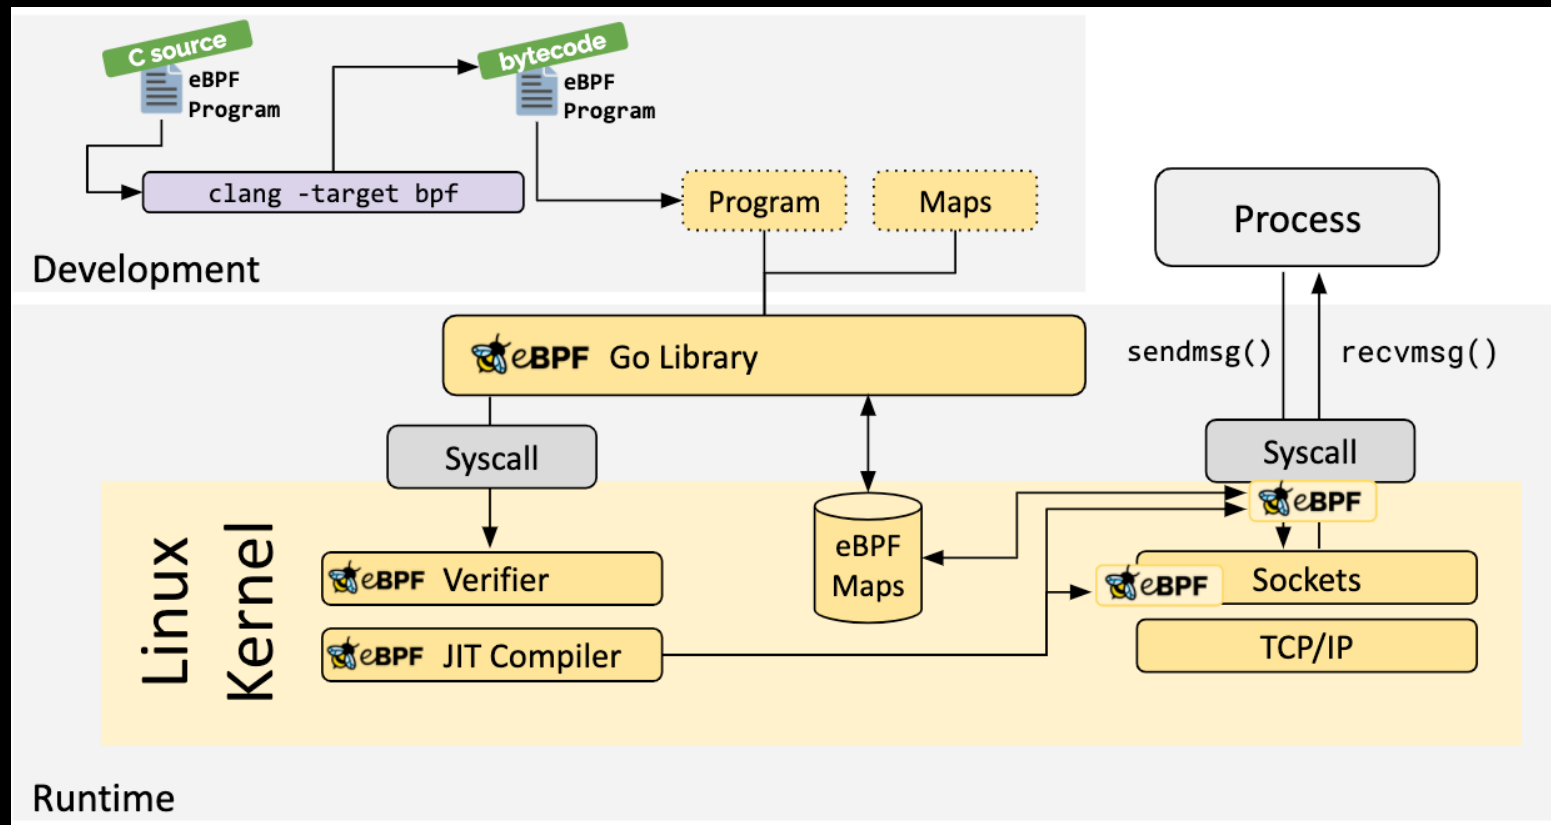 C source
eBPF
Program
bytecode
eBPF
Program
clang -target bpf
Program
Maps
Process
Development
eBPF Go Library
sendmsg()
recvmsg()
Syscall
Syscall
eBPF
Linux
Kernel
eBPF
Maps
eBPF Verifier
eBPF
Sockets
eBPF JIT Compiler
TCP/IP
Runtime